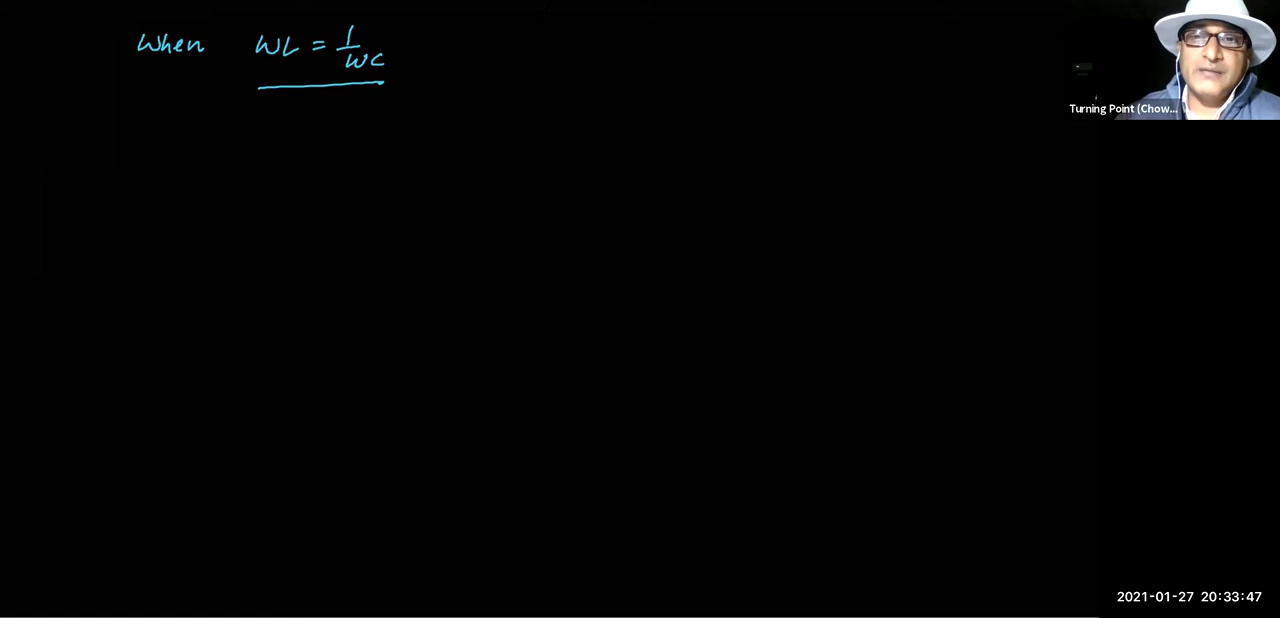 When ωL = 1/ωC
Turning Point (Chow...
2021-01-27 20:33:47